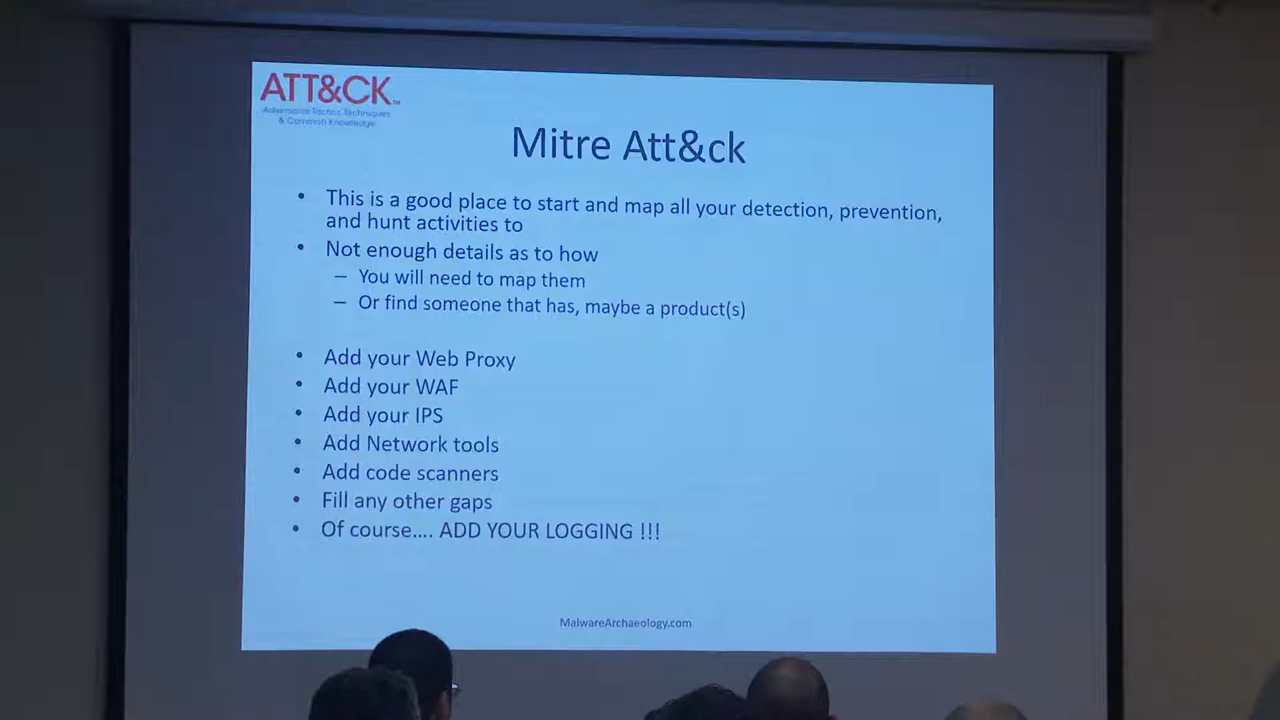 ATT&CK™
Adversarial Tactics, Techniques
& Common Knowledge
Mitre Att&ck
• This is a good place to start and map all your detection, prevention,
and hunt activities to
• Not enough details as to how
– You will need to map them
– Or find someone that has, maybe a product(s)
• Add your Web Proxy
• Add your WAF
• Add your IPS
• Add Network tools
• Add code scanners
• Fill any other gaps
• Of course.... ADD YOUR LOGGING !!!
MalwareArchaeology.com